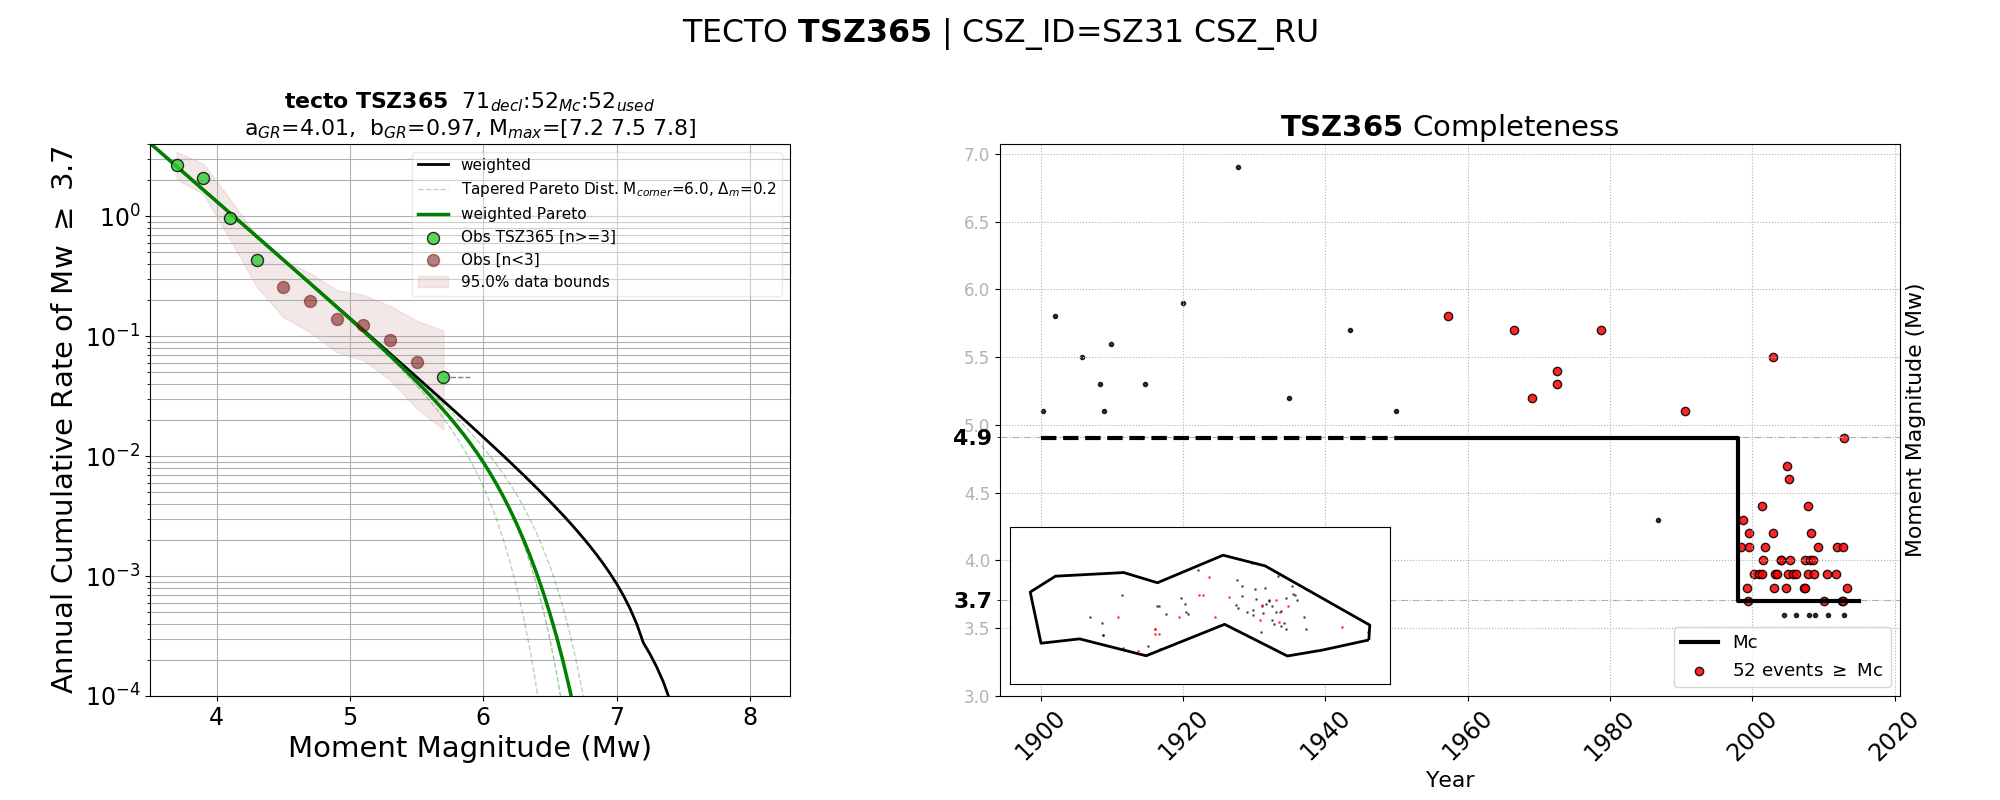 TECTO TSZ365 | CSZ_ID=SZ31 CSZ_RU
tecto TSZ365 71decl:52Mc:52used
aGR=4.01, bGR=0.97, Mmax=[7.2 7.5 7.8]
Annual Cumulative Rate of Mw ≥ 3.7
10^0
10^−1
10^−2
10^−3
10^−4
weighted
Tapered Pareto Dist. Mcorner=6.0, Δm=0.2
weighted Pareto
Obs TSZ365 [n>=3]
Obs [n<3]
95.0% data bounds
4 5 6 7 8
Moment Magnitude (Mw)
TSZ365 Completeness
7.0
6.5
6.0
5.5
5.0
4.9
4.5
4.0
3.7
3.5
3.0
Moment Magnitude (Mw)
Mc
52 events ≥ Mc
1900 1920 1940 1960 1980 2000 2020
Year